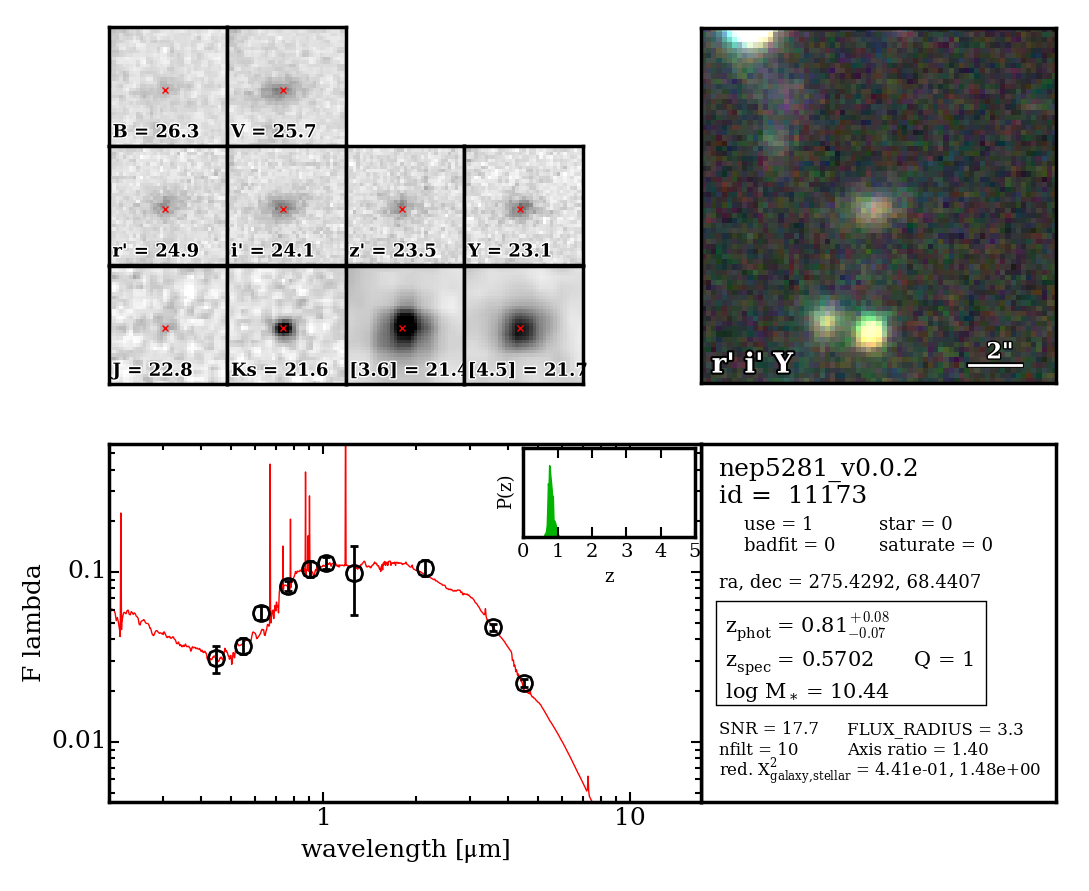 B = 26.3
V = 25.7
r' = 24.9
i' = 24.1
z' = 23.5
Y = 23.1
J = 22.8
Ks = 21.6
[3.6] = 21.4
[4.5] = 21.7
r' i' Y
2"
F lambda
0.1
0.01
1
10
wavelength [μm]
P(z)
0 1 2 3 4 5
z
nep5281_v0.0.2
id = 11173
use = 1 star = 0
badfit = 0 saturate = 0
ra, dec = 275.4292, 68.4407
z_phot = 0.81 +0.08 −0.07
z_spec = 0.5702 Q = 1
log M_* = 10.44
SNR = 17.7 FLUX_RADIUS = 3.3
nfilt = 10 Axis ratio = 1.40
red. X²_galaxy,stellar = 4.41e-01, 1.48e+00